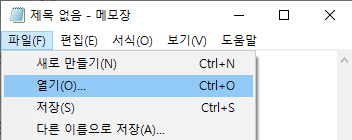 제목 없음 - 메모장
파일(F) 편집(E) 서식(O) 보기(V) 도움말
새로 만들기(N) Ctrl+N
열기(O)... Ctrl+O
저장(S) Ctrl+S
다른 이름으로 저장(A)...